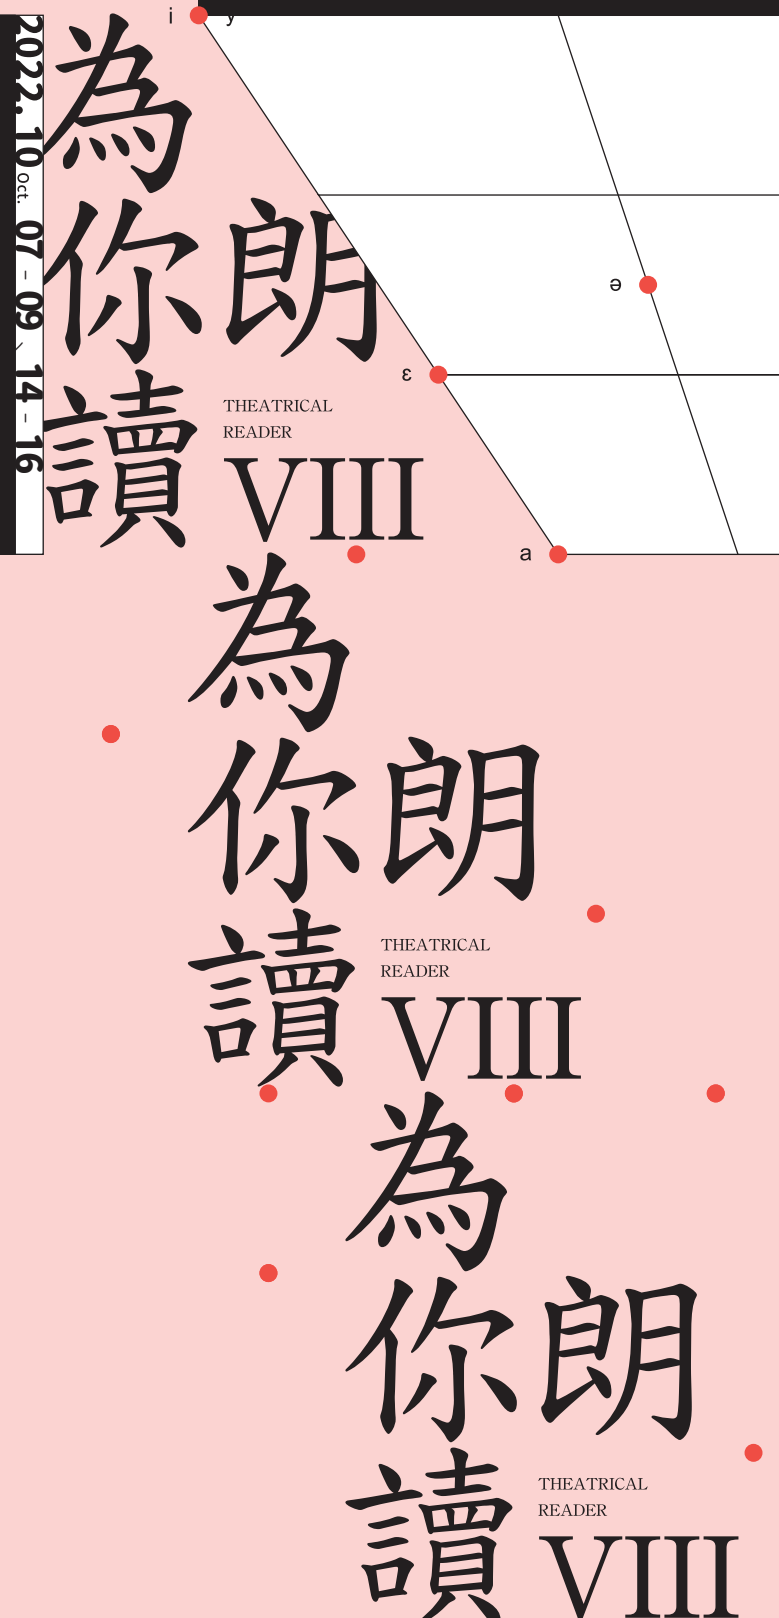 i
y
2022. 10 Oct. 07 - 09、14 - 16
為
你朗
讀
THEATRICAL
READER
VIII
ə
ɛ
a
為
你朗
讀
THEATRICAL
READER
VIII
為
你朗
讀
THEATRICAL
READER
VIII